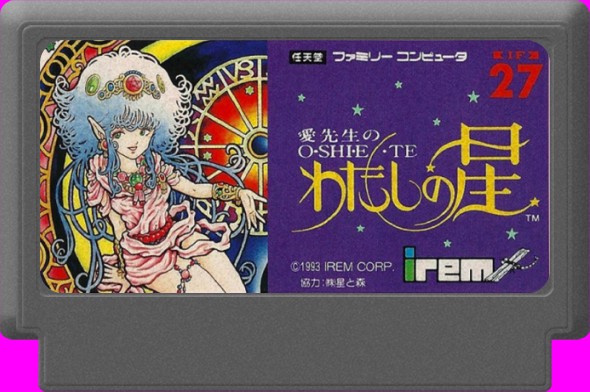 任天堂 ファミリーコンピュータ
27
愛先生の
O·SHI·E·TE
わたしの星
TM
©1993 IREM CORP.
irem
協力:㈱星と森